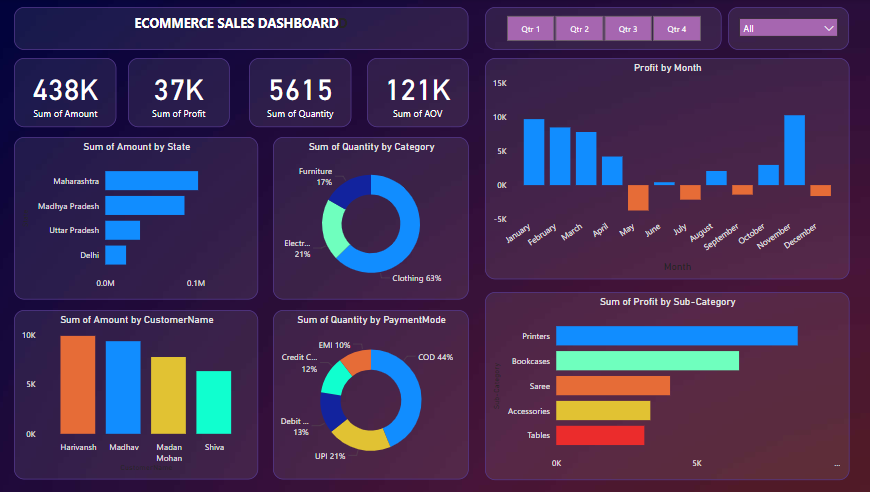 ECOMMERCE SALES DASHBOARD
Qtr 1
Qtr 2
Qtr 3
Qtr 4
All
438K
Sum of Amount
37K
Sum of Profit
5615
Sum of Quantity
121K
Sum of AOV
Profit by Month
15K
10K
5K
0K
-5K
January
February
March
April
May
June
July
August
September
October
November
December
Month
Sum of Amount by State
Maharashtra
Madhya Pradesh
Uttar Pradesh
Delhi
0.0M
0.1M
Sum of Quantity by Category
Furniture
17%
Electr...
21%
Clothing 63%
Sum of Profit by Sub-Category
Sub-Category
Printers
Bookcases
Saree
Accessories
Tables
0K
5K
...
Sum of Amount by CustomerName
10K
5K
0K
Harivansh
Madhav
Madan
Mohan
Shiva
Sum of Quantity by PaymentMode
EMI 10%
Credit C...
12%
Debit ...
13%
UPI 21%
COD 44%